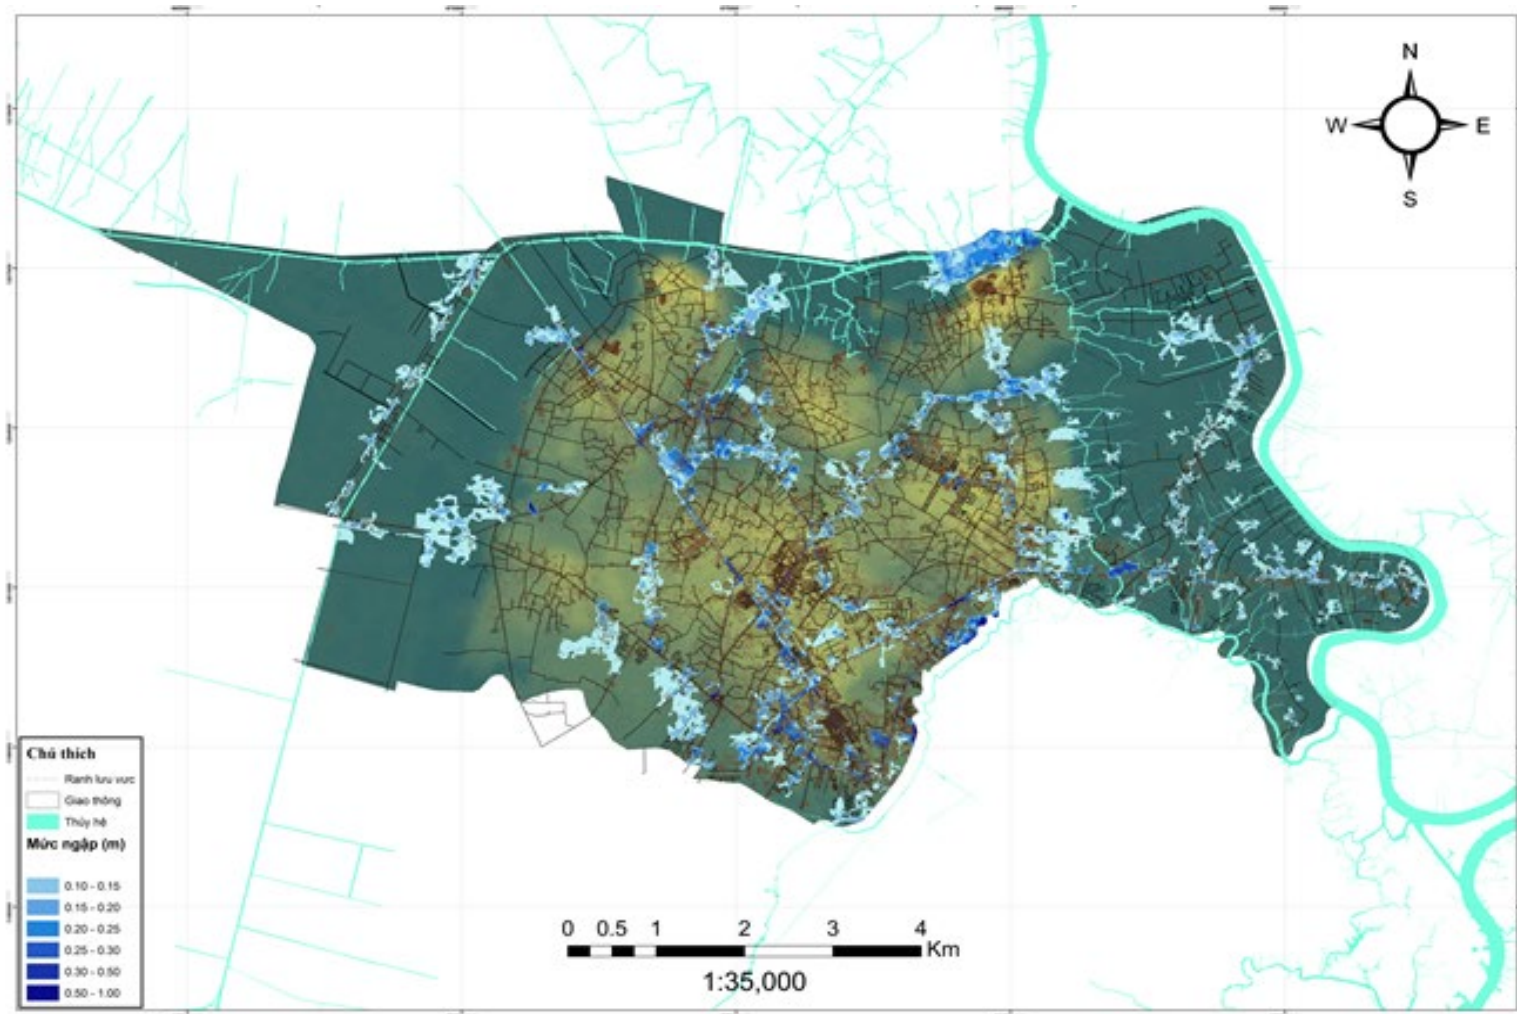 N
W E
S
Chú thích
Ranh lưu vực
Giao thông
Thủy hệ
Mức ngập (m)
0.10 - 0.15
0.15 - 0.20
0.20 - 0.25
0.25 - 0.30
0.30 - 0.50
0.50 - 1.00
0 0.5 1 2 3 4
Km
1:35,000